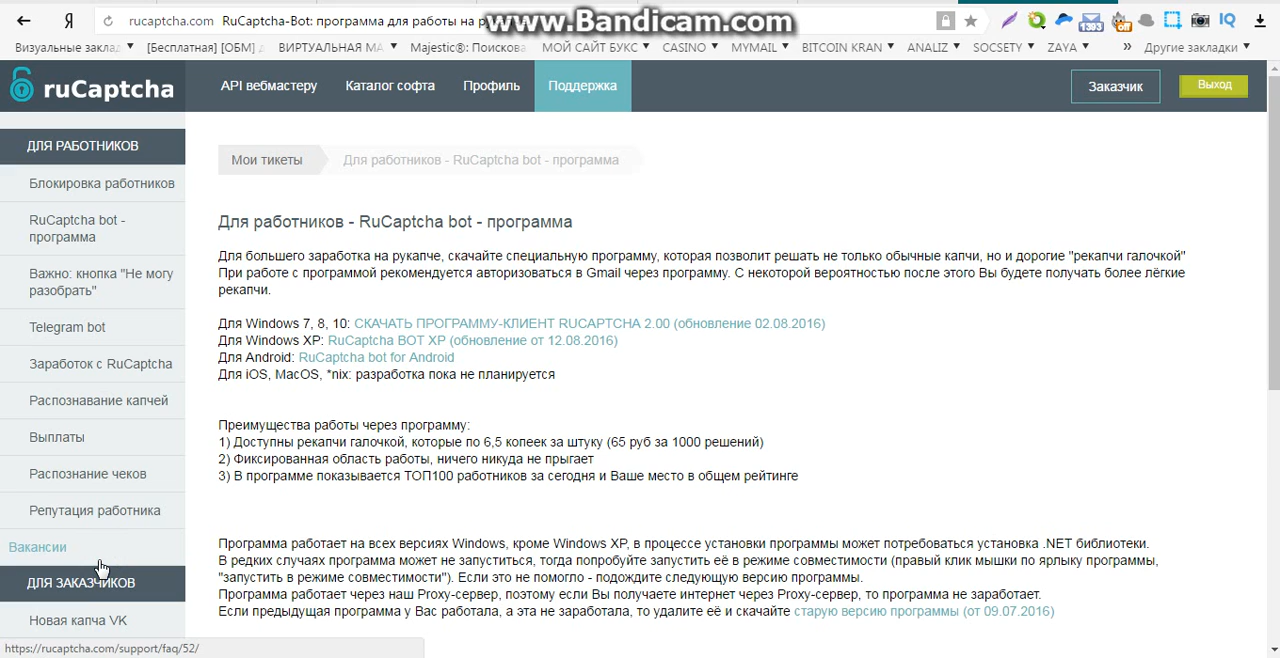 Я
rucaptcha.com RuCaptcha-Bot: программа для работы на
www.Bandicam.com
1393
off
IQ
Визуальные заклад
[Бесплатная] [ОБМ]
ВИРТУАЛЬНАЯ МА
Majestic®: Поискова
МОЙ САЙТ БУКС
CASINO
MYMAIL
BITCOIN KRAN
ANALIZ
SOCSETY
ZAYA
»
Другие закладки
ruCaptcha
API вебмастеру
Каталог софта
Профиль
Поддержка
Заказчик
Выход
ДЛЯ РАБОТНИКОВ
Блокировка работников
RuCaptcha bot -
программа
Важно: кнопка "Не могу
разобрать"
Telegram bot
Заработок с RuCaptcha
Распознавание капчей
Выплаты
Распознание чеков
Репутация работника
Вакансии
ДЛЯ ЗАКАЗЧИКОВ
Новая капча VK
https://rucaptcha.com/support/faq/52/
Мои тикеты
Для работников - RuCaptcha bot - программа
Для работников - RuCaptcha bot - программа
Для большего заработка на рукапче, скачайте специальную программу, которая позволит решать не только обычные капчи, но и дорогие "рекапчи галочкой"
При работе с программой рекомендуется авторизоваться в Gmail через программу. С некоторой вероятностью после этого Вы будете получать более лёгкие
рекапчи.
Для Windows 7, 8, 10: СКАЧАТЬ ПРОГРАММУ-КЛИЕНТ RUCAPTCHA 2.00 (обновление 02.08.2016)
Для Windows XP: RuCaptcha BOT XP (обновление от 12.08.2016)
Для Android: RuCaptcha bot for Android
Для iOS, MacOS, *nix: разработка пока не планируется
Преимущества работы через программу:
1) Доступны рекапчи галочкой, которые по 6,5 копеек за штуку (65 руб за 1000 решений)
2) Фиксированная область работы, ничего никуда не прыгает
3) В программе показывается ТОП100 работников за сегодня и Ваше место в общем рейтинге
Программа работает на всех версиях Windows, кроме Windows XP, в процессе установки программы может потребоваться установка .NET библиотеки.
В редких случаях программа может не запуститься, тогда попробуйте запустить её в режиме совместимости (правый клик мышки по ярлыку программы,
"запустить в режиме совместимости"). Если это не помогло - подождите следующую версию программы.
Программа работает через наш Proxy-сервер, поэтому если Вы получаете интернет через Proxy-сервер, то программа не заработает.
Если предыдущая программа у Вас работала, а эта не заработала, то удалите её и скачайте старую версию программы (от 09.07.2016)